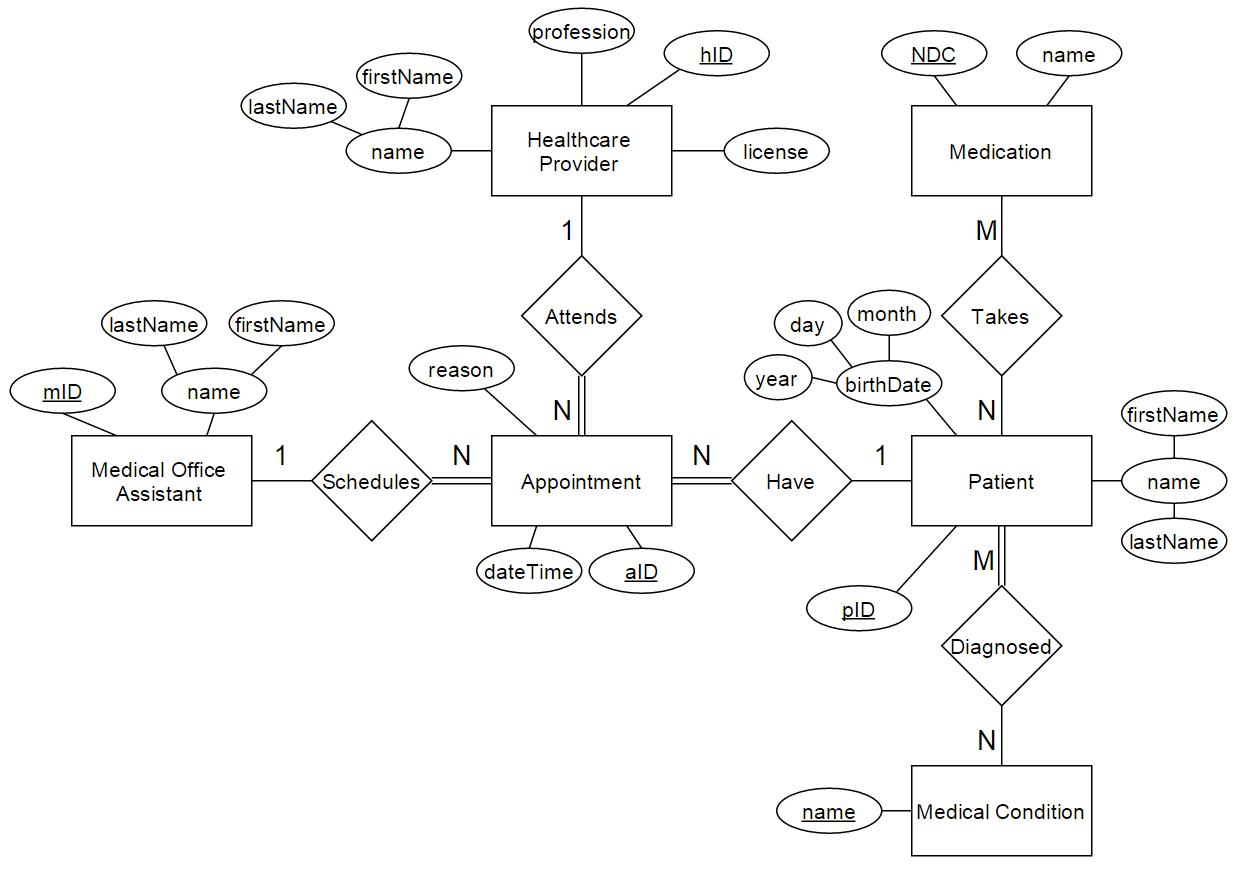 profession
hID
NDC
name
firstName
lastName
name
Healthcare
Provider
license
Medication
1
M
Attends
Takes
month
day
lastName
firstName
year
birthDate
reason
mID
name
N
N
firstName
Medical Office
Assistant
1
Schedules
N
Appointment
N
Have
1
Patient
name
lastName
dateTime
aID
M
pID
Diagnosed
N
name
Medical Condition